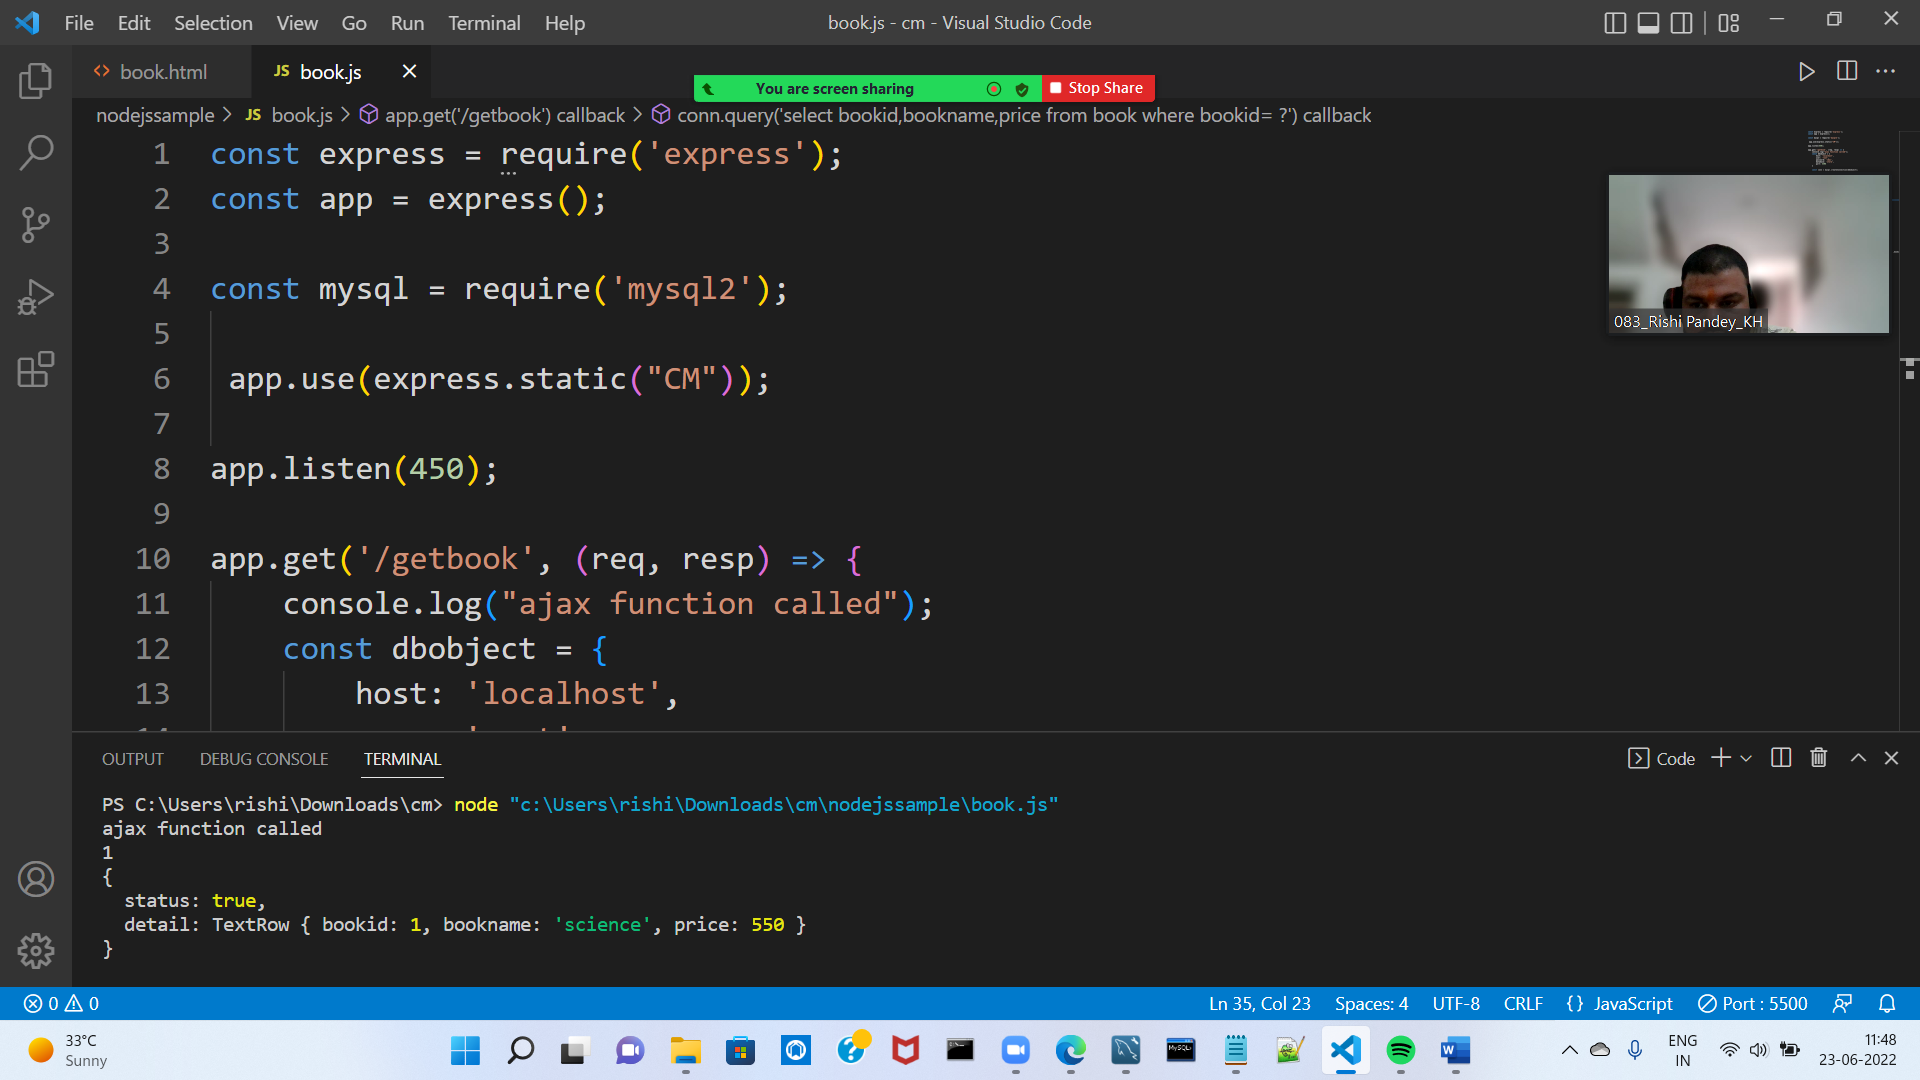 File Edit Selection View Go Run Terminal Help book.js - cm - Visual Studio Code
book.html JS book.js
You are screen sharing Stop Share
nodejssample > JS book.js > app.get('/getbook') callback > conn.query('select bookid,bookname,price from book where bookid= ?') callback
1 const express = require('express');
2 const app = express();
3
4 const mysql = require('mysql2');
5
6 app.use(express.static("CM"));
7
8 app.listen(450);
9
10 app.get('/getbook', (req, resp) => {
11 console.log("ajax function called");
12 const dbobject = {
13 host: 'localhost',
083_Rishi Pandey_KH
OUTPUT DEBUG CONSOLE TERMINAL Code
PS C:\Users\rishi\Downloads\cm> node "c:\Users\rishi\Downloads\cm\nodejssample\book.js"
ajax function called
1
{
status: true,
detail: TextRow { bookid: 1, bookname: 'science', price: 550 }
}
0 0 Ln 35, Col 23 Spaces: 4 UTF-8 CRLF {} JavaScript Port : 5500
33°C
Sunny
ENG
IN
11:48
23-06-2022